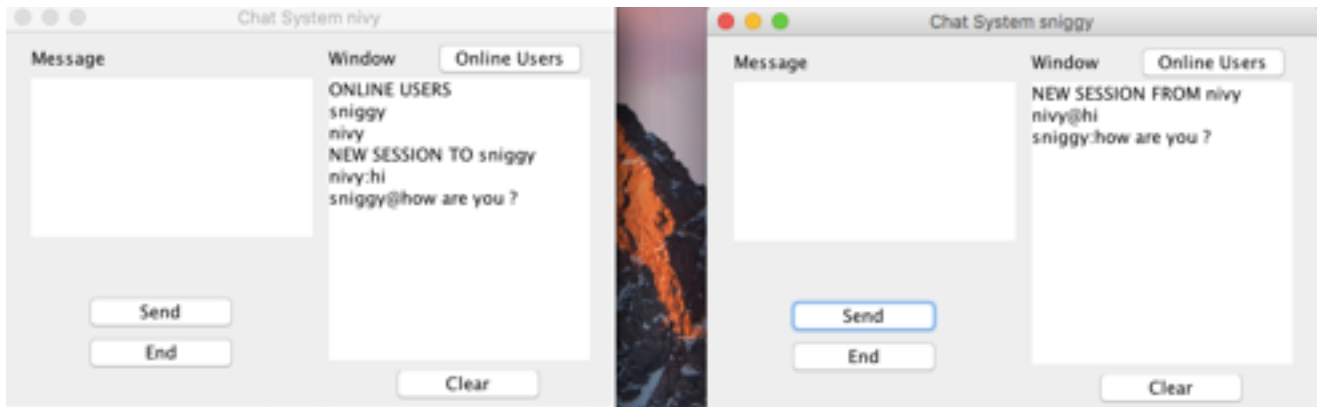 Chat System nivy
Message
Window
Online Users
ONLINE USERS
sniggy
nivy
NEW SESSION TO sniggy
nivy:hi
sniggy@how are you ?
Send
End
Clear
Chat System sniggy
Message
Window
Online Users
NEW SESSION FROM nivy
nivy@hi
sniggy:how are you ?
Send
End
Clear